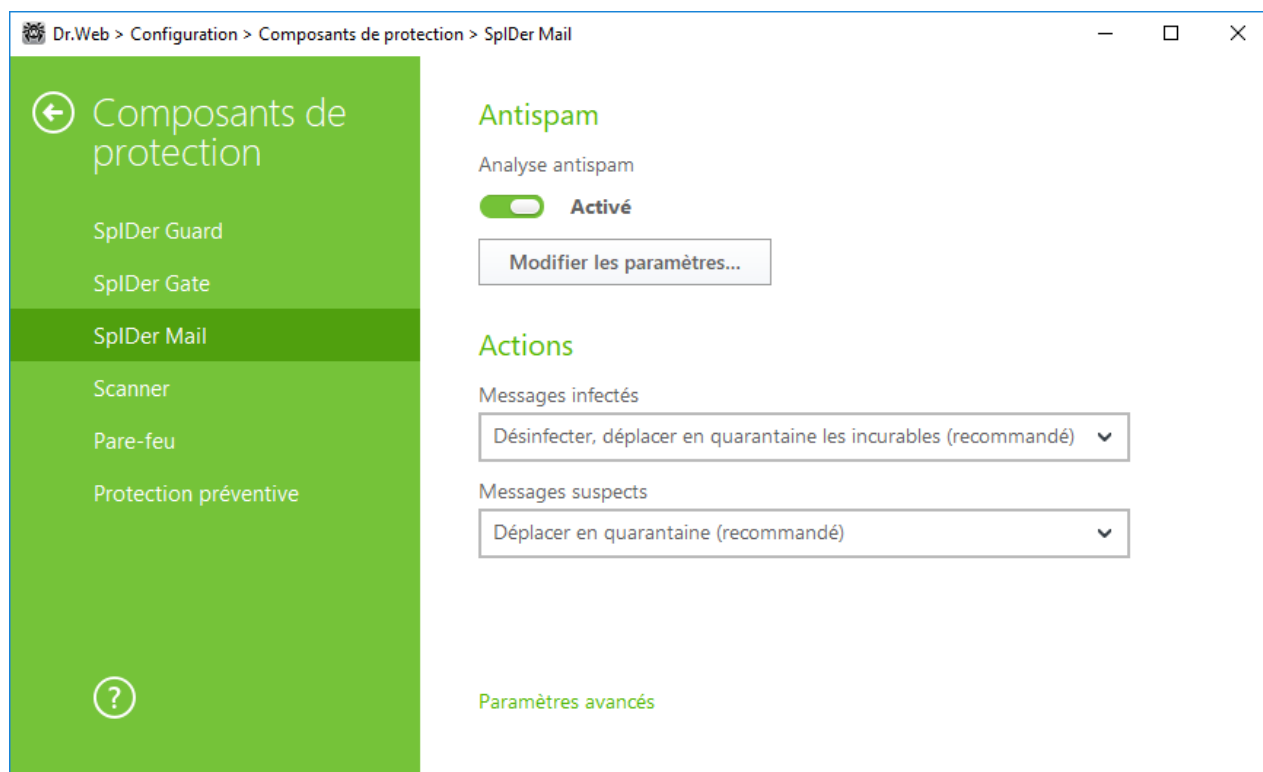 Dr.Web > Configuration > Composants de protection > SpIDer Mail
Composants de
protection
SpIDer Guard
SpIDer Gate
SpIDer Mail
Scanner
Pare-feu
Protection préventive
?
Antispam
Analyse antispam
Activé
Modifier les paramètres...
Actions
Messages infectés
Désinfecter, déplacer en quarantaine les incurables (recommandé)
Messages suspects
Déplacer en quarantaine (recommandé)
Paramètres avancés